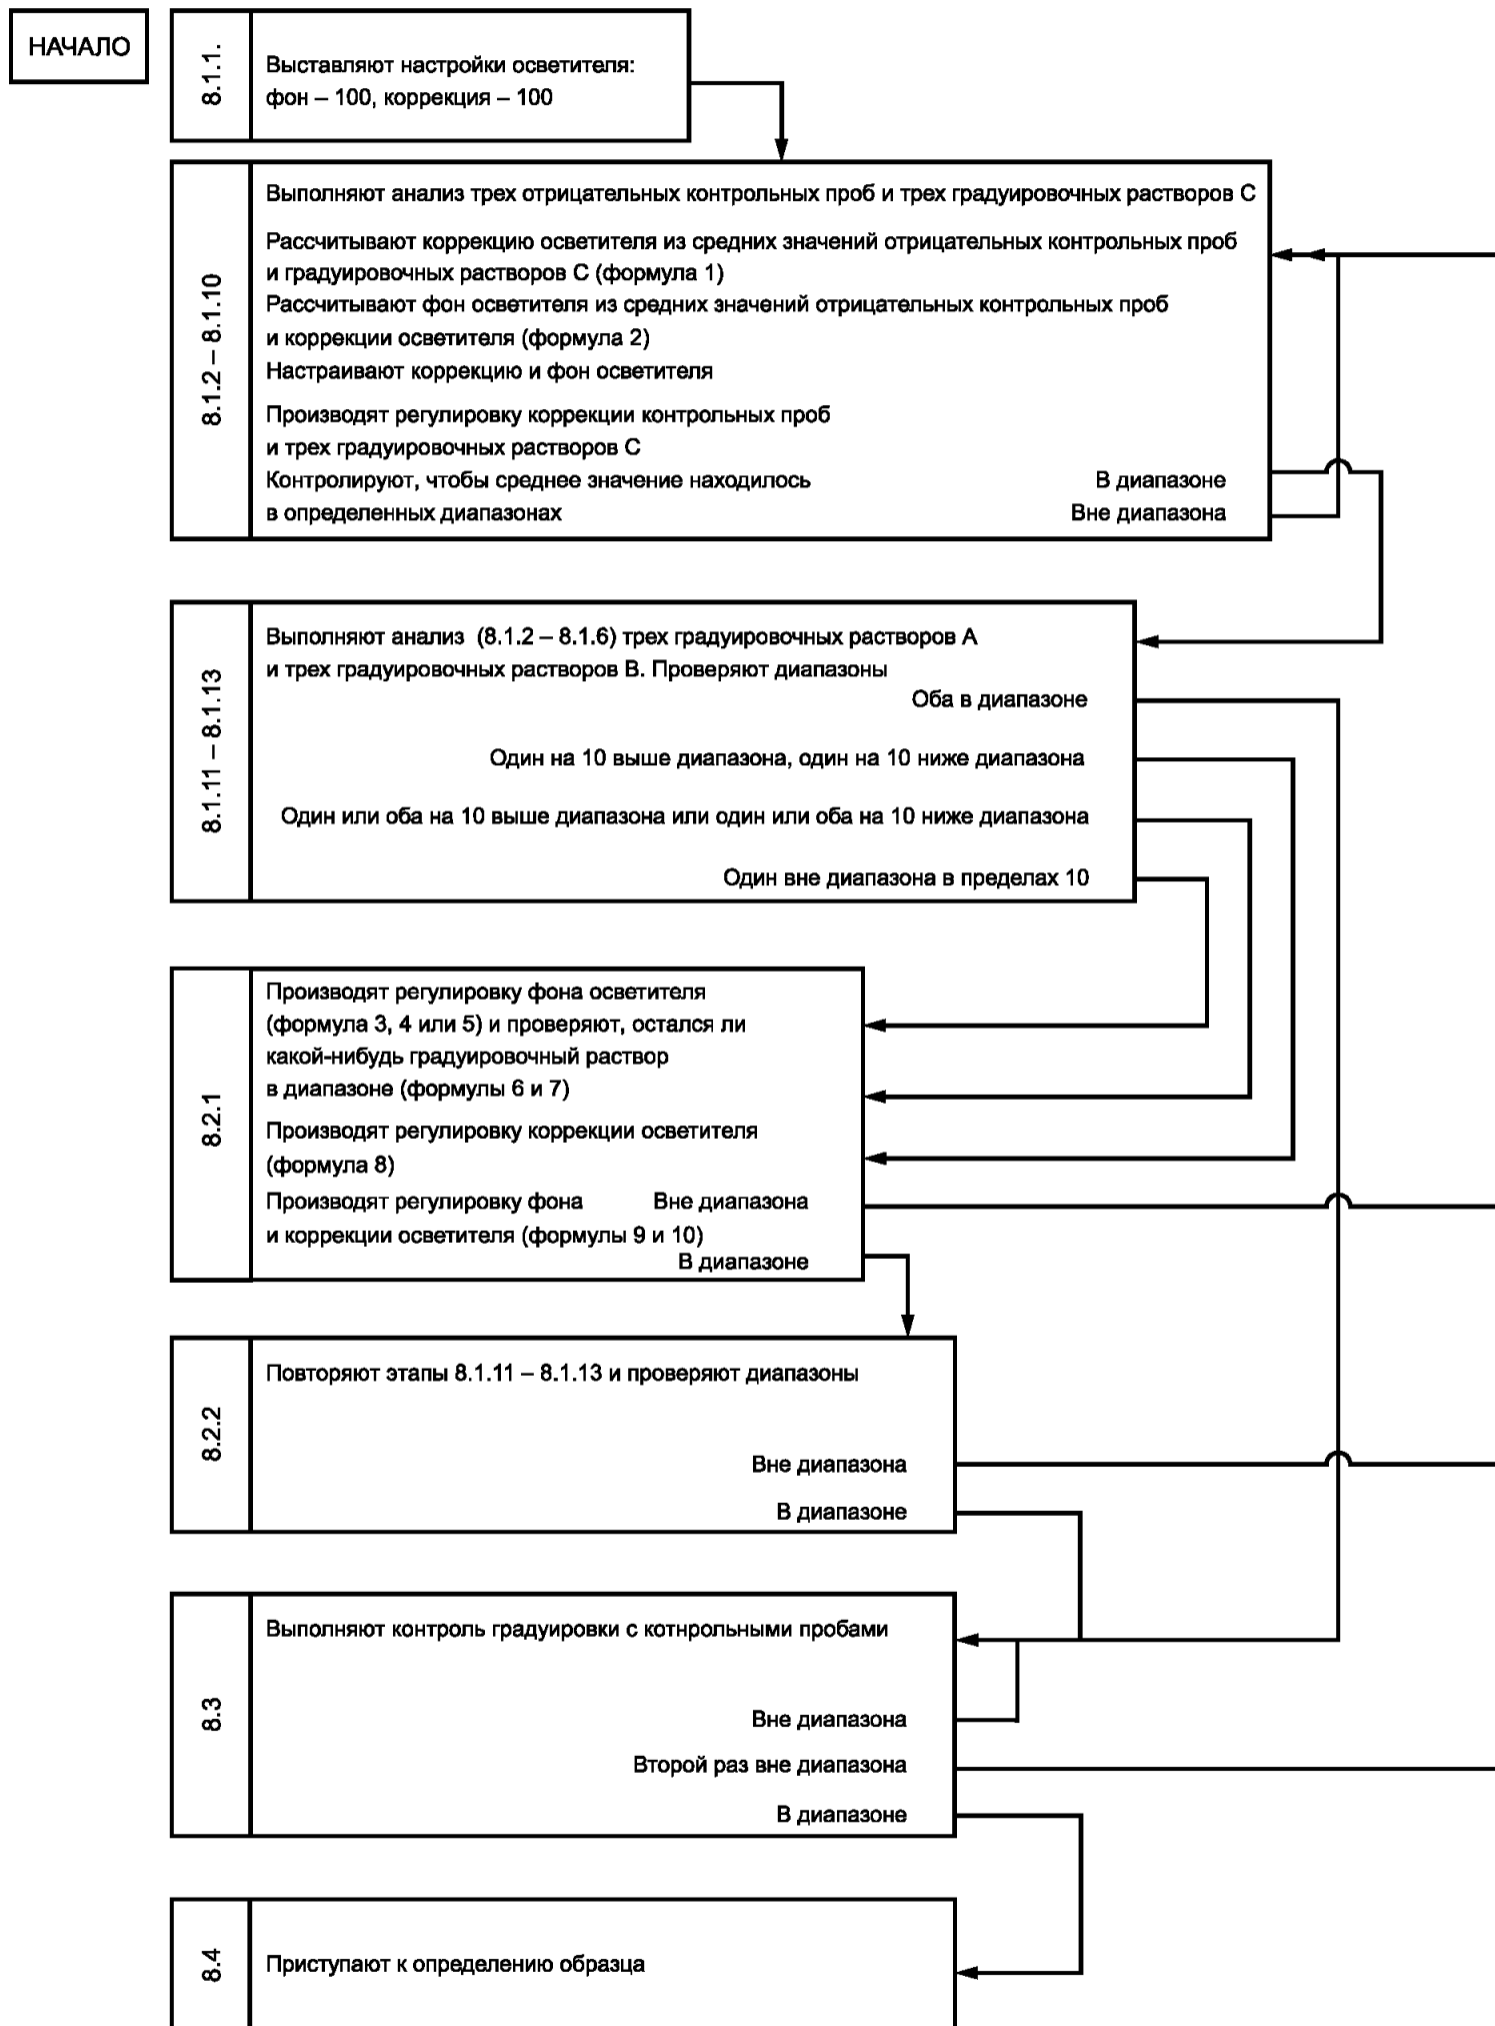 НАЧАЛО
8.1.1.
Выставляют настройки осветителя:
фон – 100, коррекция – 100
8.1.2 – 8.1.10
Выполняют анализ трех отрицательных контрольных проб и трех градуировочных растворов С
Рассчитывают коррекцию осветителя из средних значений отрицательных контрольных проб
и градуировочных растворов С (формула 1)
Рассчитывают фон осветителя из средних значений отрицательных контрольных проб
и коррекции осветителя (формула 2)
Настраивают коррекцию и фон осветителя
Производят регулировку коррекции контрольных проб
и трех градуировочных растворов С
Контролируют, чтобы среднее значение находилось В диапазоне
в определенных диапазонах Вне диапазона
8.1.11 – 8.1.13
Выполняют анализ (8.1.2 – 8.1.6) трех градуировочных растворов А
и трех градуировочных растворов В. Проверяют диапазоны
Оба в диапазоне
Один на 10 выше диапазона, один на 10 ниже диапазона
Один или оба на 10 выше диапазона или один или оба на 10 ниже диапазона
Один вне диапазона в пределах 10
8.2.1
Производят регулировку фона осветителя
(формула 3, 4 или 5) и проверяют, остался ли
какой-нибудь градуировочный раствор
в диапазоне (формулы 6 и 7)
Производят регулировку коррекции осветителя
(формула 8)
Производят регулировку фона Вне диапазона
и коррекции осветителя (формулы 9 и 10)
В диапазоне
8.2.2
Повторяют этапы 8.1.11 – 8.1.13 и проверяют диапазоны
Вне диапазона
В диапазоне
8.3
Выполняют контроль градуировки с котнрольными пробами
Вне диапазона
Второй раз вне диапазона
В диапазоне
8.4
Приступают к определению образца